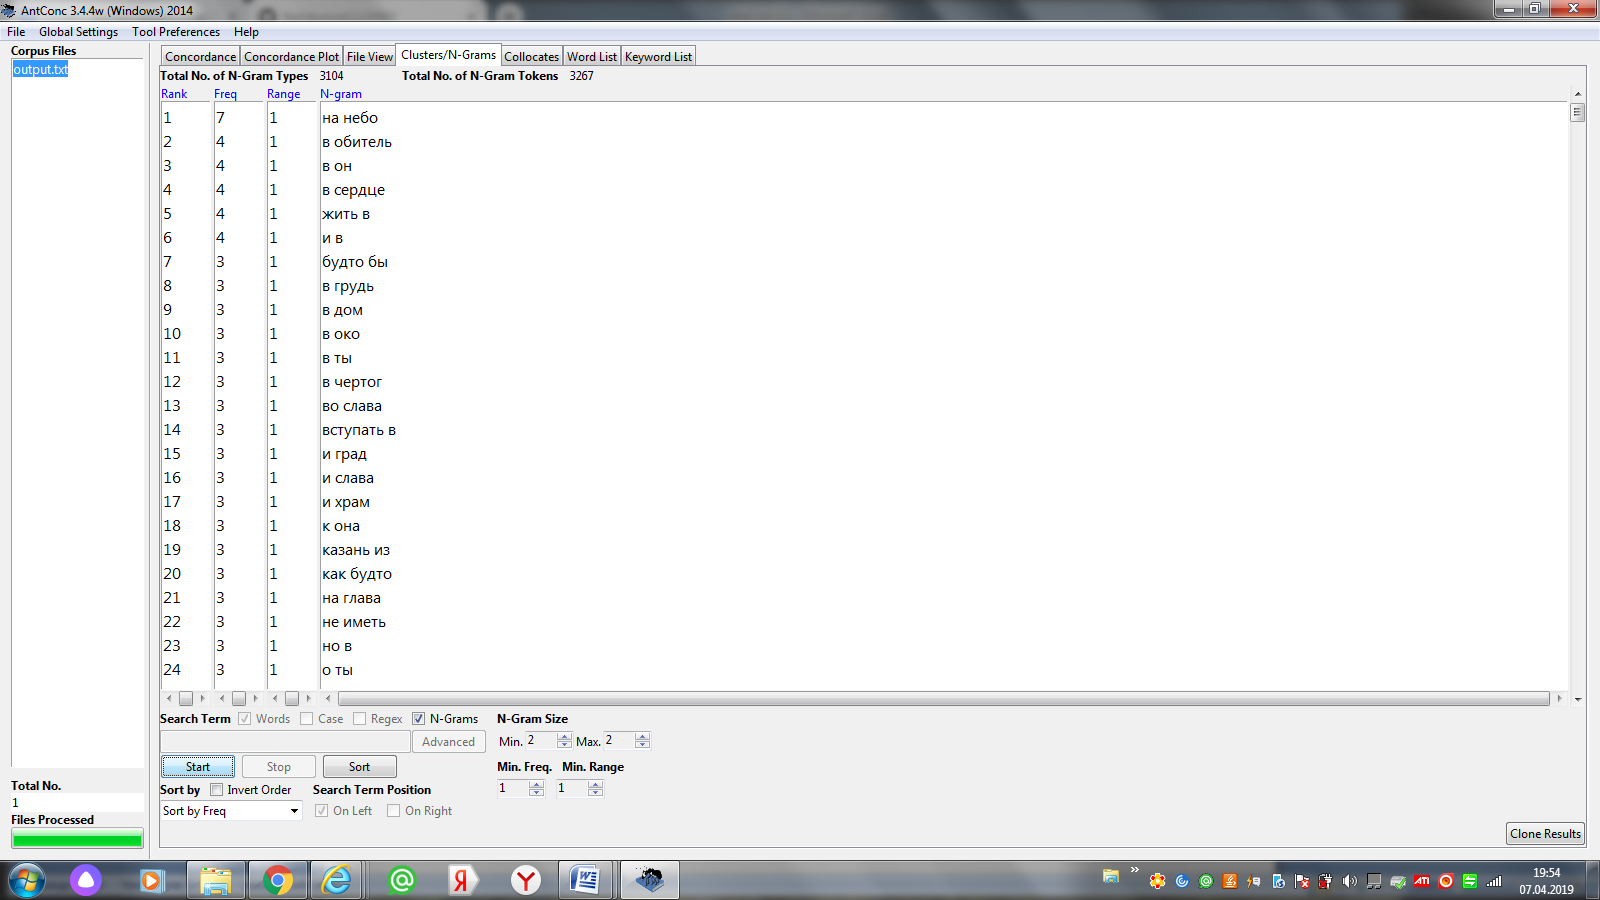 AntConc 3.4.4w (Windows) 2014
File Global Settings Tool Preferences Help
Corpus Files
output.txt
Concordance Concordance Plot File View Clusters/N-Grams Collocates Word List Keyword List
Total No. of N-Gram Types 3104 Total No. of N-Gram Tokens 3267
Rank Freq Range N-gram
1 7 1 на небо
2 4 1 в обитель
3 4 1 в он
4 4 1 в сердце
5 4 1 жить в
6 4 1 и в
7 3 1 будто бы
8 3 1 в грудь
9 3 1 в дом
10 3 1 в око
11 3 1 в ты
12 3 1 в чертог
13 3 1 во слава
14 3 1 вступать в
15 3 1 и град
16 3 1 и слава
17 3 1 и храм
18 3 1 к она
19 3 1 казань из
20 3 1 как будто
21 3 1 на глава
22 3 1 не иметь
23 3 1 но в
24 3 1 о ты
Search Term Words Case Regex N-Grams N-Gram Size
Advanced Min. 2 Max. 2
Start Stop Sort Min. Freq. Min. Range
Sort by Invert Order Search Term Position 1 1
Sort by Freq On Left On Right
Total No.
1
Files Processed
Clone Results
19:54
07.04.2019